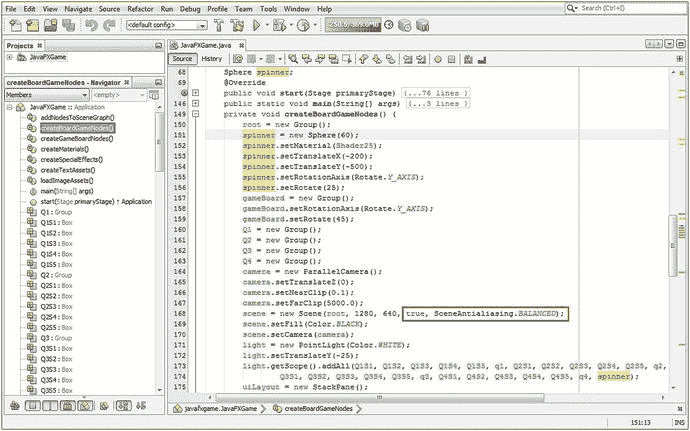 File Edit View Navigate Source Refactor Run Debug Profile Team Tools Window Help
Search (Ctrl+I)
<default config>
Projects
<No Project Open>
createBoardGameNodes - Navigator
Members
<empty>
JavaFXGame :: Application
addNodesToSceneGraph()
createBoardGameNodes()
createGameBoardNodes()
createMaterials()
createSpecialEffects()
createTextAssets()
loadImageAssets()
main(String[] args)
start(Stage primaryStage) ↑ Application
Q1 : Group
Q1S1 : Box
Q1S2 : Box
Q1S3 : Box
Q1S4 : Box
Q1S5 : Box
Q2 : Group
Q2S1 : Box
Q2S2 : Box
Q2S3 : Box
Q2S4 : Box
Q2S5 : Box
Q3 : Group
Q3S1 : Box
Q3S2 : Box
Q3S3 : Box
Q3S4 : Box
JavaFXGame.java
Source History
68 Sphere spinner;
69 @Override
public void start(Stage primaryStage) {...76 lines }
146 public static void main(String[] args) {...3 lines }
149 private void createBoardGameNodes() {
150 root = new Group();
151 spinner = new Sphere(60);
152 spinner.setMaterial(Shader25);
153 spinner.setTranslateX(-200);
154 spinner.setTranslateY(-500);
155 spinner.setRotationAxis(Rotate.Y_AXIS);
156 spinner.setRotate(25);
157 gameBoard = new Group();
158 gameBoard.setRotationAxis(Rotate.Y_AXIS);
159 gameBoard.setRotate(45);
160 Q1 = new Group();
161 Q2 = new Group();
162 Q3 = new Group();
163 Q4 = new Group();
164 camera = new ParallelCamera();
165 camera.setTranslateZ(0);
166 camera.setNearClip(0.1);
167 camera.setFarClip(5000.0);
168 scene = new Scene(root, 1280, 640, true, SceneAntialiasing.BALANCED);
169 scene.setFill(Color.BLACK);
170 scene.setCamera(camera);
171 light = new PointLight(Color.WHITE);
172 light.setTranslateY(-25);
173 light.getScope().addAll(Q1S1, Q1S2, Q1S3, Q1S4, Q1S5, q1, Q2S1, Q2S2, Q2S3, Q2S4, Q2S5, q2,
174 Q3S1, Q3S2, Q3S3, Q3S4, Q3S5, q3, Q4S1, Q4S2, Q4S3, Q4S4, Q4S5, q4, spinner);
175 uiLayout = new StackPane();
javafxgame.JavaFXGame
createBoardGameNodes
151:13 INS